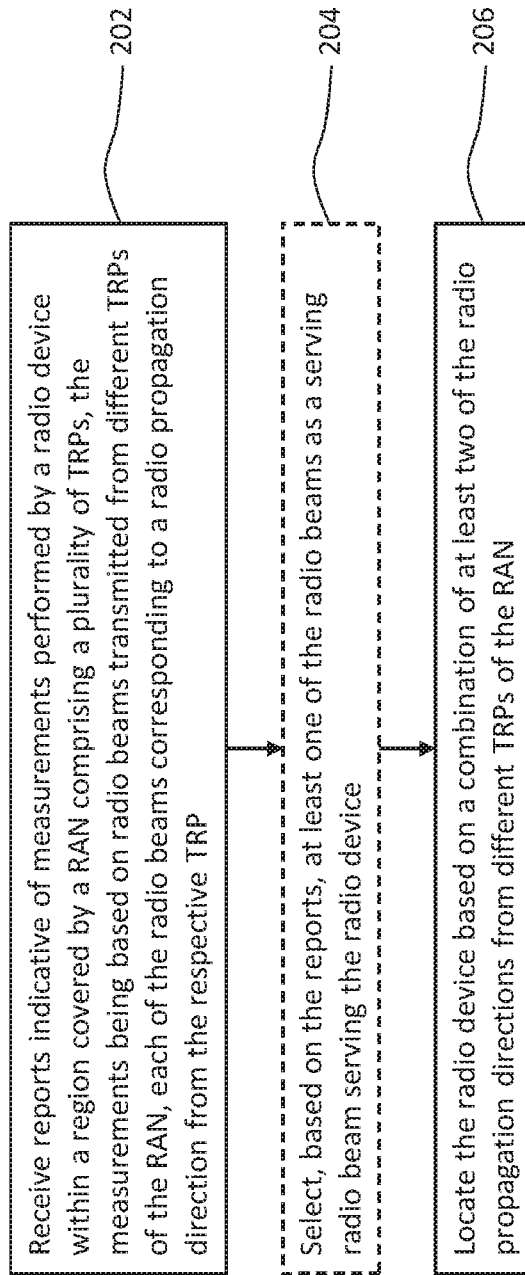 Receive reports indicative of measurements performed by a radio device
within a region covered by a RAN comprising a plurality of TRPs, the
measurements being based on radio beams transmitted from different TRPs
of the RAN, each of the radio beams corresponding to a radio propagation
direction from the respective TRP
202
Select, based on the reports, at least one of the radio beams as a serving
radio beam serving the radio device
204
Locate the radio device based on a combination of at least two of the radio
propagation directions from different TRPs of the RAN
206